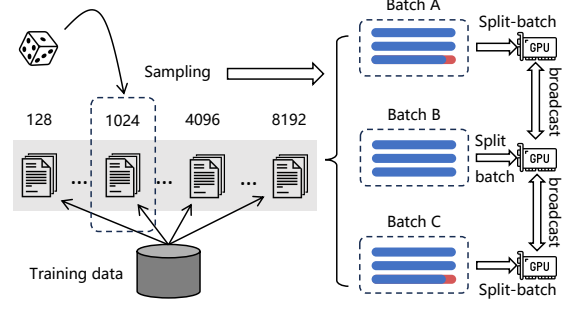 Batch A
Split-batch
GPU
Sampling
broadcast
128
1024
4096
8192
Batch B
Split
batch
GPU
...
...
...
broadcast
Batch C
Training data
GPU
Split-batch